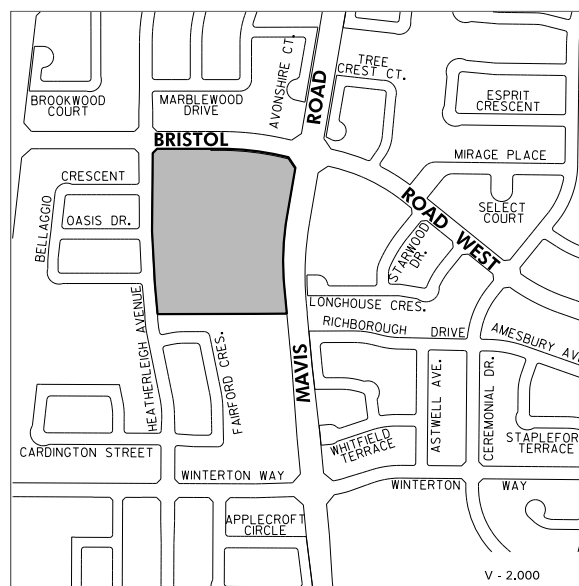 AVONSHIRE CT.
ROAD
TREE
CREST CT.
BROOKWOOD
COURT
MARBLEWOOD
DRIVE
ESPRIT
CRESCENT
BRISTOL
MIRAGE PLACE
CRESCENT
BELLAGGIO
OASIS DR.
ROAD WEST
SELECT
COURT
STARWOOD
DR.
HEATHERLEIGH AVENUE
LONGHOUSE CRES.
RICHBOROUGH DRIVE
AMESBURY AVE
FAIRFORD CRES.
MAVIS
ASTWELL AVE.
CEREMONIAL DR.
WHITFIELD
TERRACE
STAPLEFOR
TERRACE
CARDINGTON STREET
WINTERTON WAY
WINTERTON WAY
APPLECROFT
CIRCLE
V - 2.000